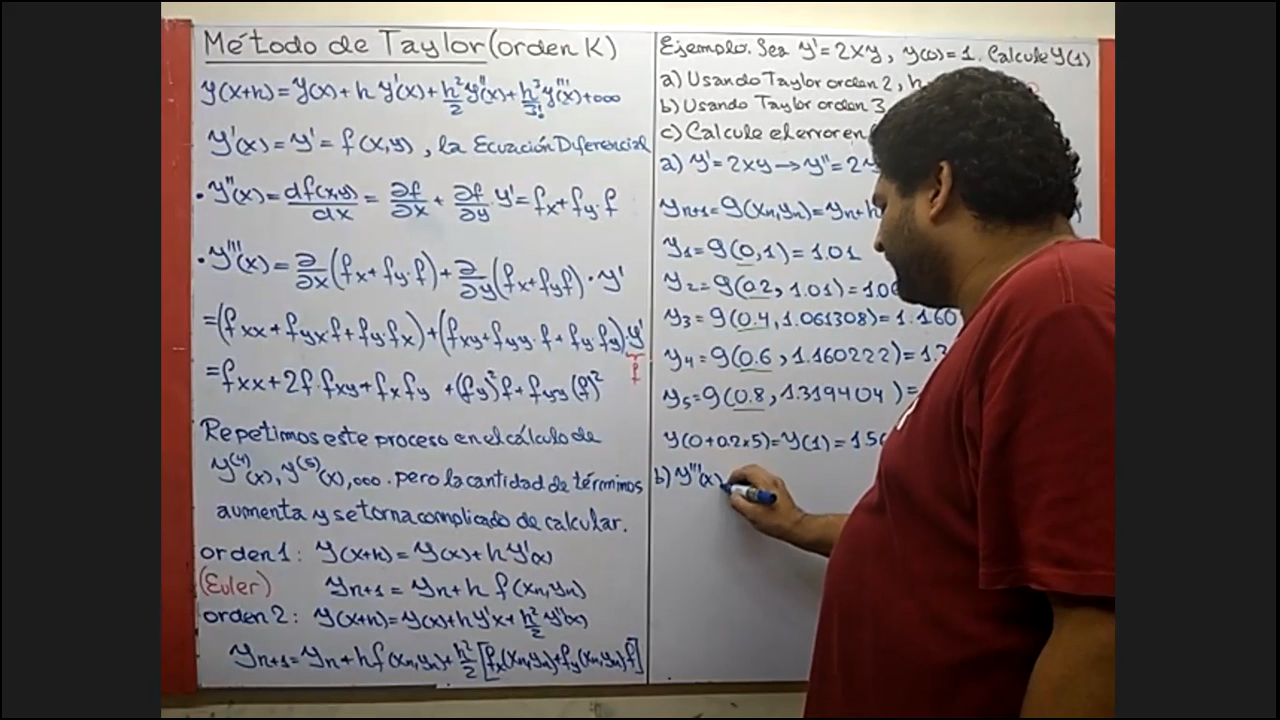 Método de Taylor (orden K)
y(x+h) = y(x) + h y'(x) + h²/2 y''(x) + h³/3! y'''(x) + ...
y'(x) = y' = f(x,y), la Ecuación Diferencial
• y''(x) = df(x,y)/dx = ∂f/∂x + ∂f/∂y · y' = fx + fy · f
• y'''(x) = ∂/∂x (fx + fy f) + ∂/∂y (fx + fy f) · y'
= (fxx + fyx f + fy fx) + (fxy + fyy · f + fy · fy) · y'
f
= fxx + 2f · fxy + fx fy + (fy)² f + fyy (f)²
Repetimos este proceso en el cálculo de
y⁽⁴⁾(x), y⁽⁵⁾(x), ... pero la cantidad de términos
aumenta y se torna complicado de calcular.
orden 1: y(x+h) = y(x) + h y'(x)
(Euler) yn+1 = yn + h f(xn, yn)
orden 2: y(x+h) = y(x) + h y'x + h²/2 y''(x)
yn+1 = yn + h f(xn, yn) + h²/2 [fx(xn, yn) + fy(xn, yn) f]
Ejemplo. Sea y' = 2xy, y(0) = 1. Calcule y(1)
a) Usando Taylor orden 2, h
b) Usando Taylor orden 3
c) Calcule el error en
a) y' = 2xy → y'' = 2
yn+1 = g(xn, yn) = yn + h
y1 = g(0, 1) = 1.01
y2 = g(0.2, 1.01) = 1.06
y3 = g(0.4, 1.061308) = 1.160
y4 = g(0.6, 1.160222) = 1.3
y5 = g(0.8, 1.319404) =
y(0 + 0.2x5) = y(1) = 1.5
b) y'''(x)